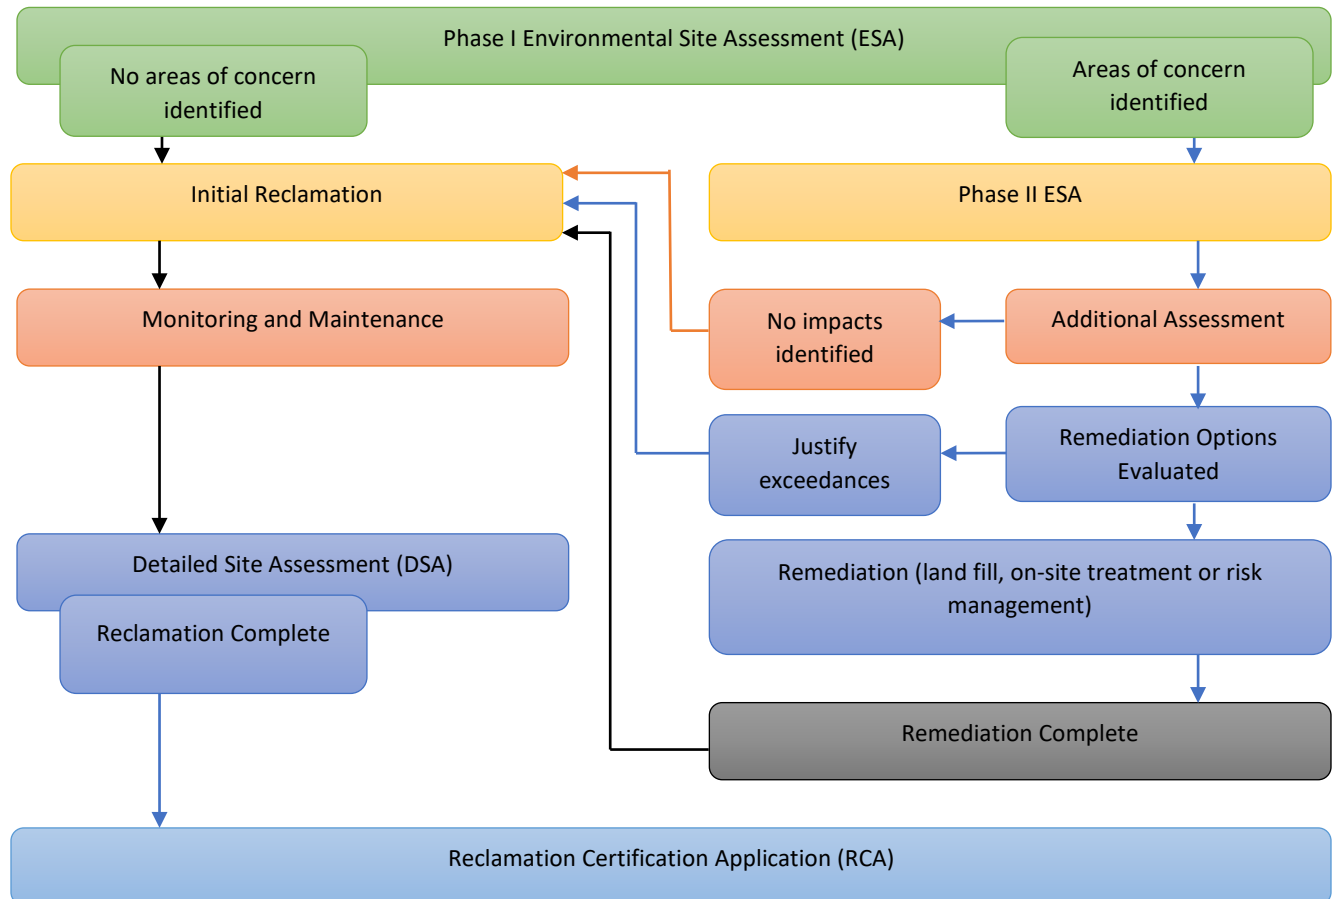 Phase I Environmental Site Assessment (ESA)
No areas of concern
identified
Areas of concern
identified
Initial Reclamation
Phase II ESA
Monitoring and Maintenance
No impacts
identified
Additional Assessment
Justify
exceedances
Remediation Options
Evaluated
Detailed Site Assessment (DSA)
Remediation (land fill, on-site treatment or risk
management)
Reclamation Complete
Remediation Complete
Reclamation Certification Application (RCA)